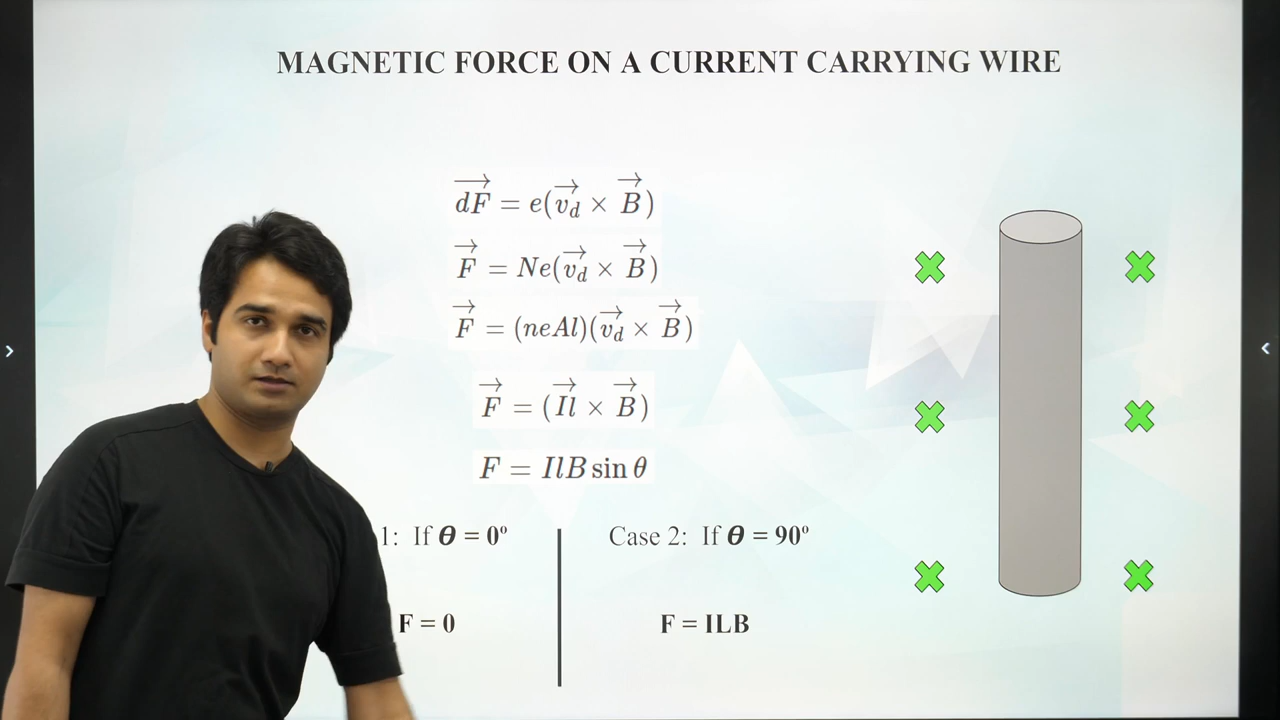 MAGNETIC FORCE ON A CURRENT CARRYING WIRE
→dF = e(→v_d × →B)
→F = Ne(→v_d × →B)
→F = (neAl)(→v_d × →B)
→F = (→Il × →B)
F = IlB sin θ
1: If θ = 0º
Case 2: If θ = 90º
F = 0
F = ILB